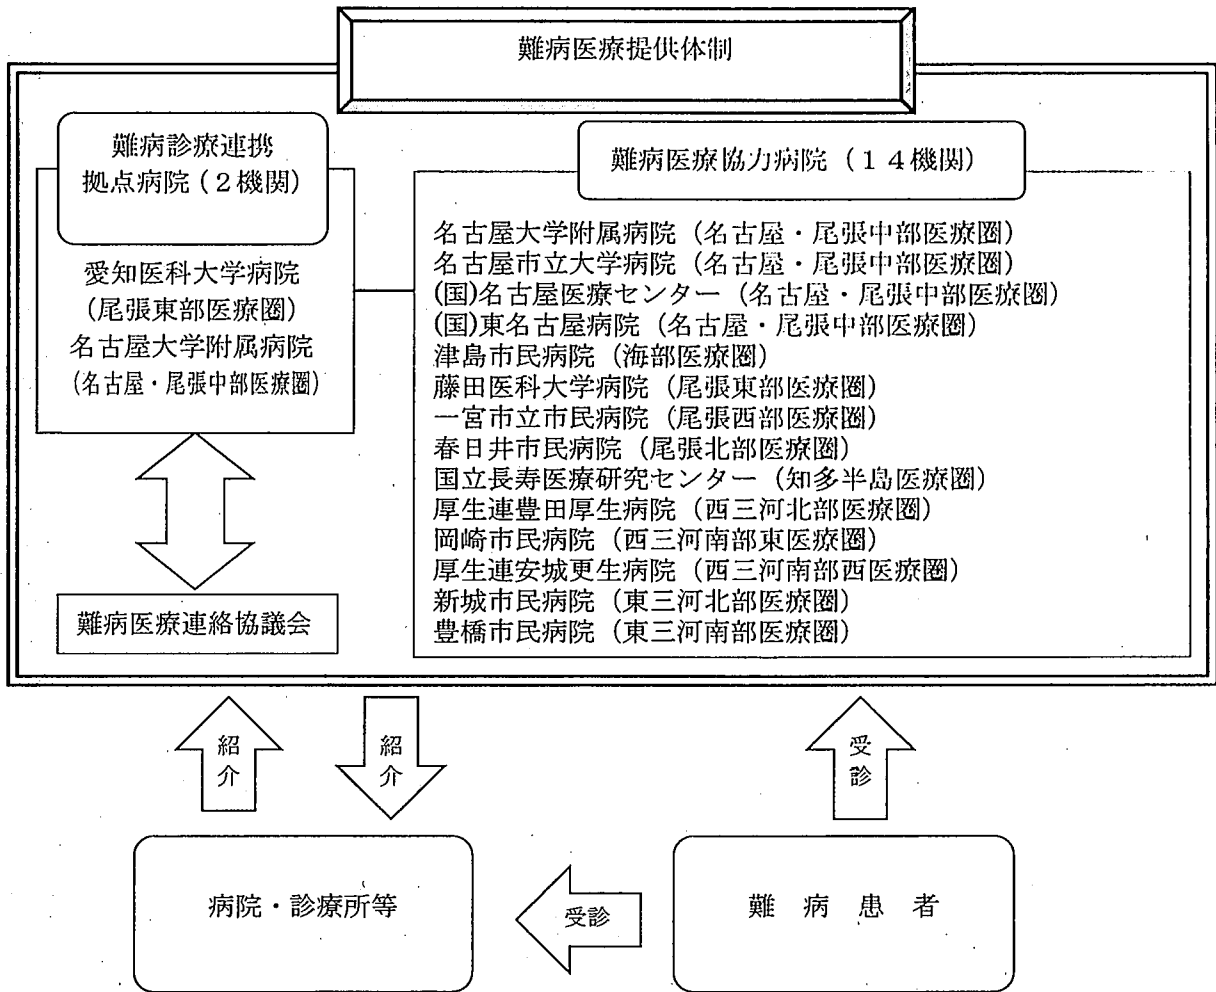 難病医療提供体制
難病診療連携
拠点病院(2機関)
愛知医科大学病院
(尾張東部医療圏)
名古屋大学附属病院
(名古屋・尾張中部医療圏)
難病医療連絡協議会
難病医療協力病院(14機関)
名古屋大学附属病院(名古屋・尾張中部医療圏)
名古屋市立大学病院(名古屋・尾張中部医療圏)
(国)名古屋医療センター(名古屋・尾張中部医療圏)
(国)東名古屋病院(名古屋・尾張中部医療圏)
津島市民病院(海部医療圏)
藤田医科大学病院(尾張東部医療圏)
一宮市立市民病院(尾張西部医療圏)
春日井市民病院(尾張北部医療圏)
国立長寿医療研究センター(知多半島医療圏)
厚生連豊田厚生病院(西三河北部医療圏)
岡崎市民病院(西三河南部東医療圏)
厚生連安城更生病院(西三河南部西医療圏)
新城市民病院(東三河北部医療圏)
豊橋市民病院(東三河南部医療圏)
紹介
紹介
受診
病院・診療所等
受診
難病患者